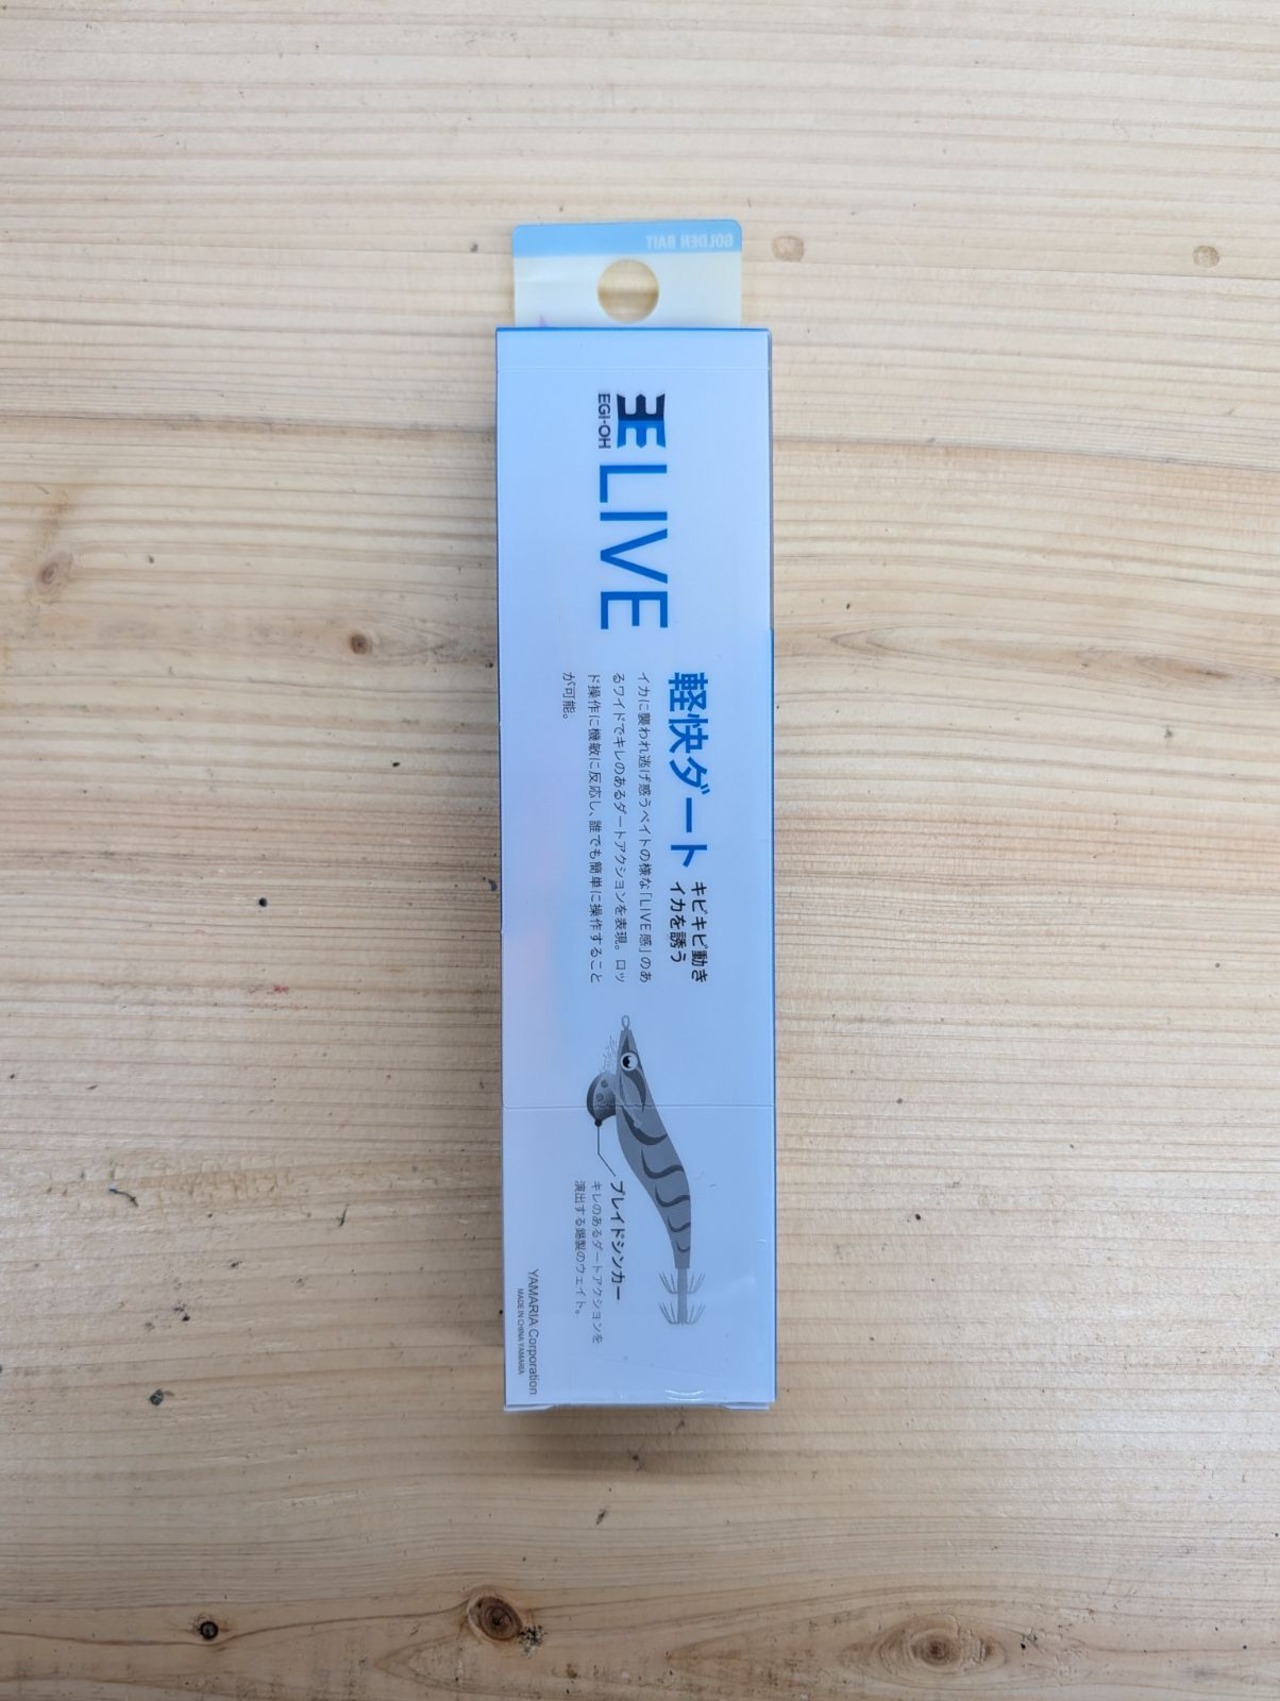 GOLDEN BAIT
EGI-OH
LIVE
軽快ダート
キビキビ動き
イカを誘う
イカに襲われ逃げ惑うベイトの様な「LIVE感」のあ
るワイドでキレのあるダートアクションを表現。ロッ
ド操作に機敏に反応し、誰でも簡単に操作すること
が可能。
ブレイドシンカー
キレのあるダートアクションを
演出する錫製のウェイト。
YAMARIA Corporation
MADE IN CHINA YAMARIA